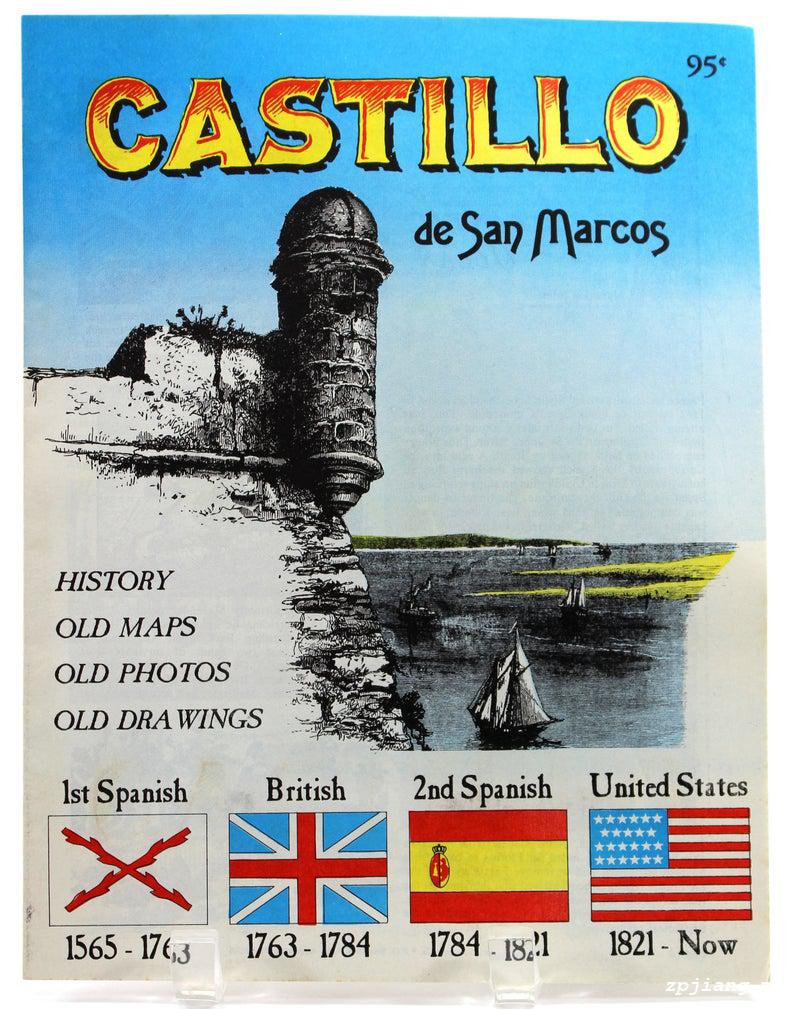 95¢
CASTILLO
de San Marcos
HISTORY
OLD MAPS
OLD PHOTOS
OLD DRAWINGS
1st Spanish
British
2nd Spanish
United States
1565 - 1763
1763 - 1784
1784 - 1821
1821 - Now
zpjiang